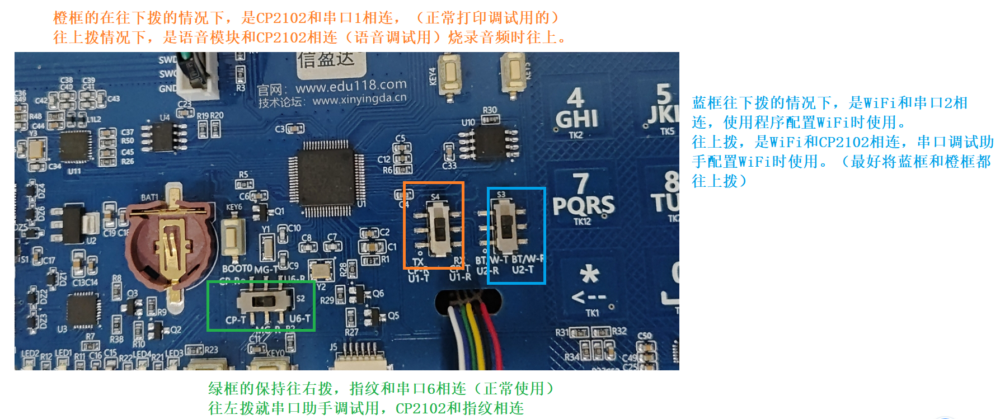 橙框的在往下拨的情况下，是CP2102和串口1相连，（正常打印调试用的）
往上拨情况下，是语音模块和CP2102相连（语音调试用）烧录音频时往上。
SWD
SWC
GND
R3
信盈达
官网：www.edu118.com
技术论坛：www.xinyingda.cn
KEY4
4
GHI
TK2
5
TK5
C36
R49
C38
C40
C39
C41
C42
C43
R48
C44
L1L2
Y3
C37
R50
C45
R26
C34
U11
U4
C23
R19
R20
C3
U1
C5
C12
R6
C4
R30
U10
C33
7
PQRS
TK12
8
DZ4
DZ6
DZ5
U2
C19
C18
BAT1
R5
C6
KEY6
Q1
Y1
C10
C8
C7
C9
C2
C1
R1
S4
S3
TX
CP-R
U1-T
RX
CP-T
U1-R
BT/W-T
U2-R
BT/W-R
U2-T
S1
C17
C13
C14
DZ1
DZ2
DZ3
U3
R8
Q3
R9
R38
R10
Q2
R7
BOOT0
MG-T
U6-R
CP-R
S2
CP-T
U6-T
MG-R
Y2
R28
R29
Q6
Q5
R27
C11
KEY0
J5
*
<--
TK1
R31
R32
R34
C50
C49
C25
LED2
R12
LED1
R11
C16
C15
R22
LED4
R21
LED3
R23
蓝框往下拨的情况下，是WiFi和串口2相
连，使用程序配置WiFi时使用。
往上拨，是WiFi和CP2102相连，串口调试助
手配置WiFi时使用。（最好将蓝框和橙框都
往上拨）
绿框的保持往右拨，指纹和串口6相连（正常使用）
往左拨就串口助手调试用，CP2102和指纹相连